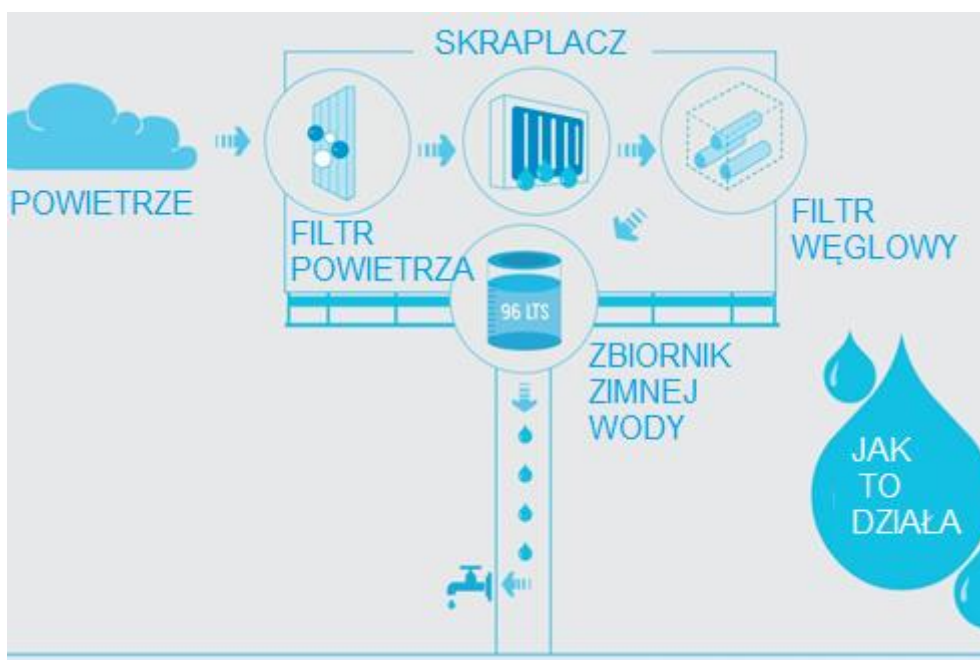 SKRAPLACZ
POWIETRZE
FILTR
POWIETRZA
FILTR
WĘGLOWY
96 LTS
ZBIORNIK
ZIMNEJ
WODY
JAK
TO
DZIAŁA